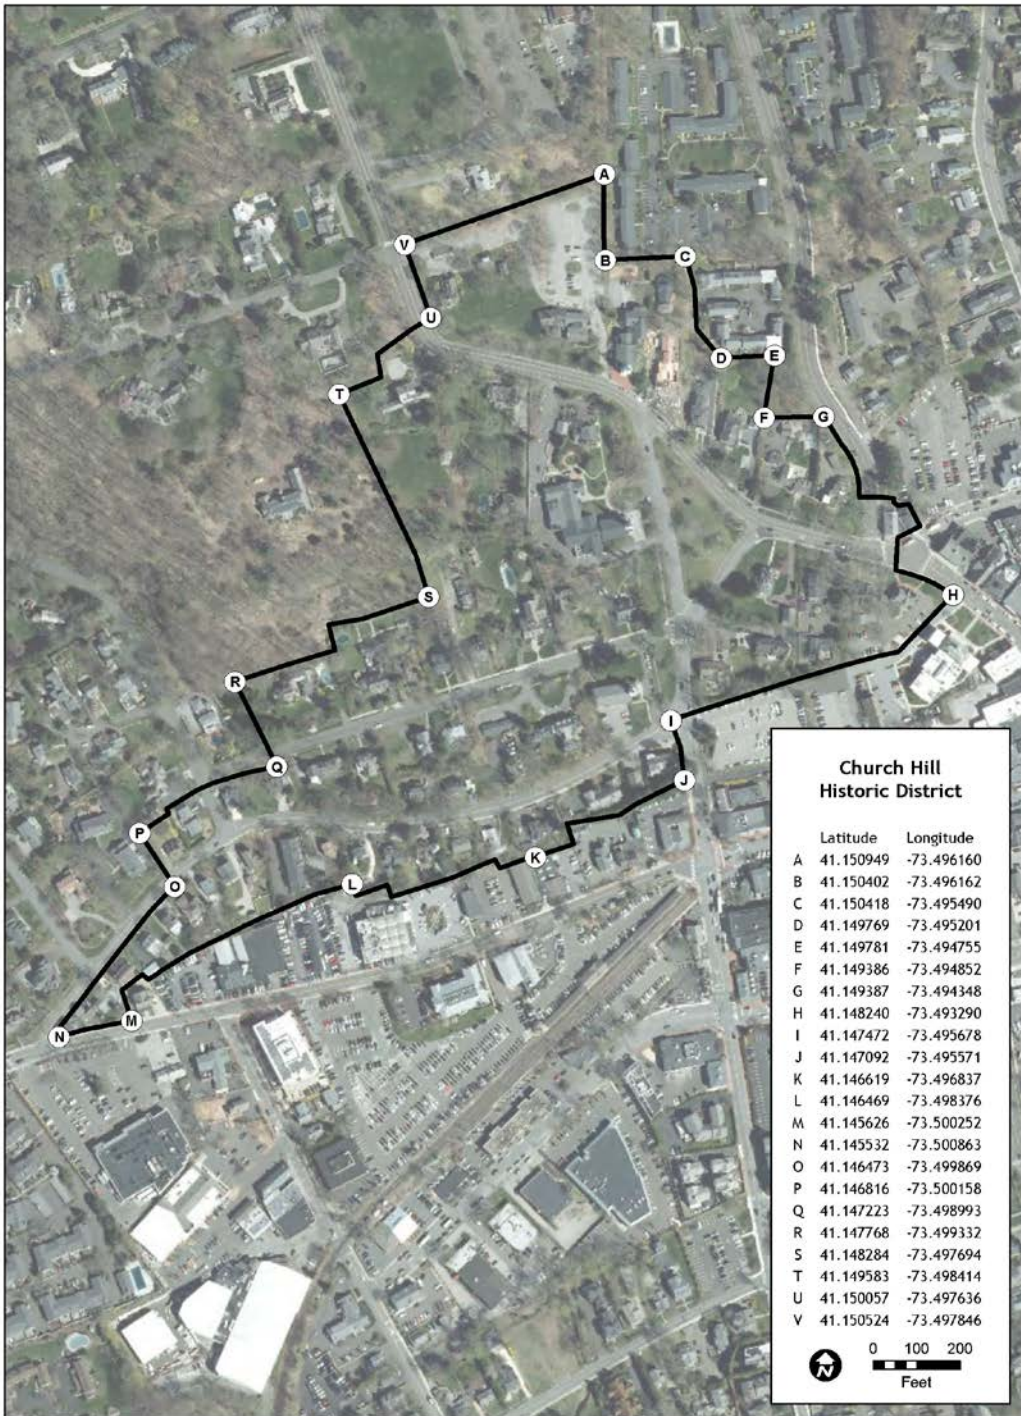 A
V
B
C
U
D
E
T
F
G
S
H
R
I
Q
J
P
K
L
O
M
N
Church Hill
Historic District
Latitude Longitude
A 41.150949 -73.496160
B 41.150402 -73.496162
C 41.150418 -73.495490
D 41.149769 -73.495201
E 41.149781 -73.494755
F 41.149386 -73.494852
G 41.149387 -73.494348
H 41.148240 -73.493290
I 41.147472 -73.495678
J 41.147092 -73.495571
K 41.146619 -73.496837
L 41.146469 -73.498376
M 41.145626 -73.500252
N 41.145532 -73.500863
O 41.146473 -73.499869
P 41.146816 -73.500158
Q 41.147223 -73.498993
R 41.147768 -73.499332
S 41.148284 -73.497694
T 41.149583 -73.498414
U 41.150057 -73.497636
V 41.150524 -73.497846
N
0 100 200
Feet